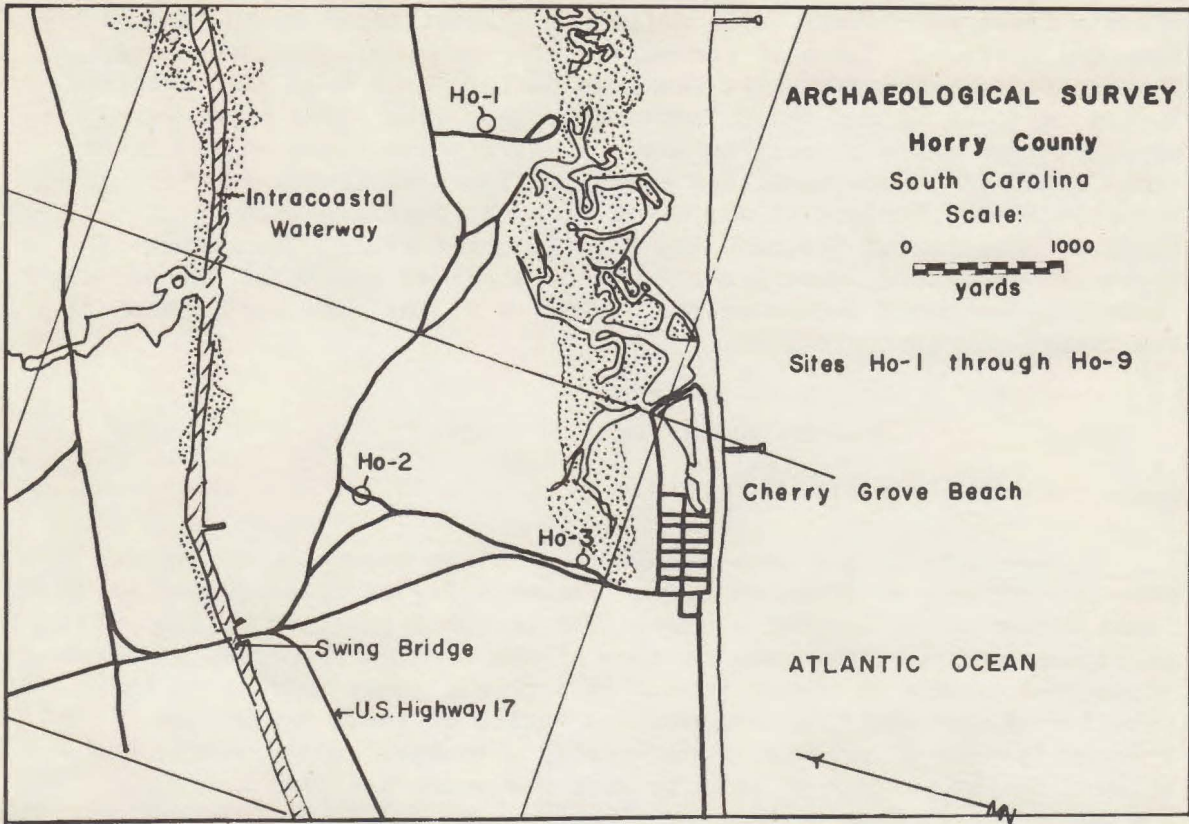 Ho-1
ARCHAEOLOGICAL SURVEY
Horry County
South Carolina
Scale:
0 1000
yards
Intracoastal
Waterway
Sites Ho-1 through Ho-9
Ho-2
Cherry Grove Beach
Ho-3
Swing Bridge
ATLANTIC OCEAN
U.S. Highway 17
N